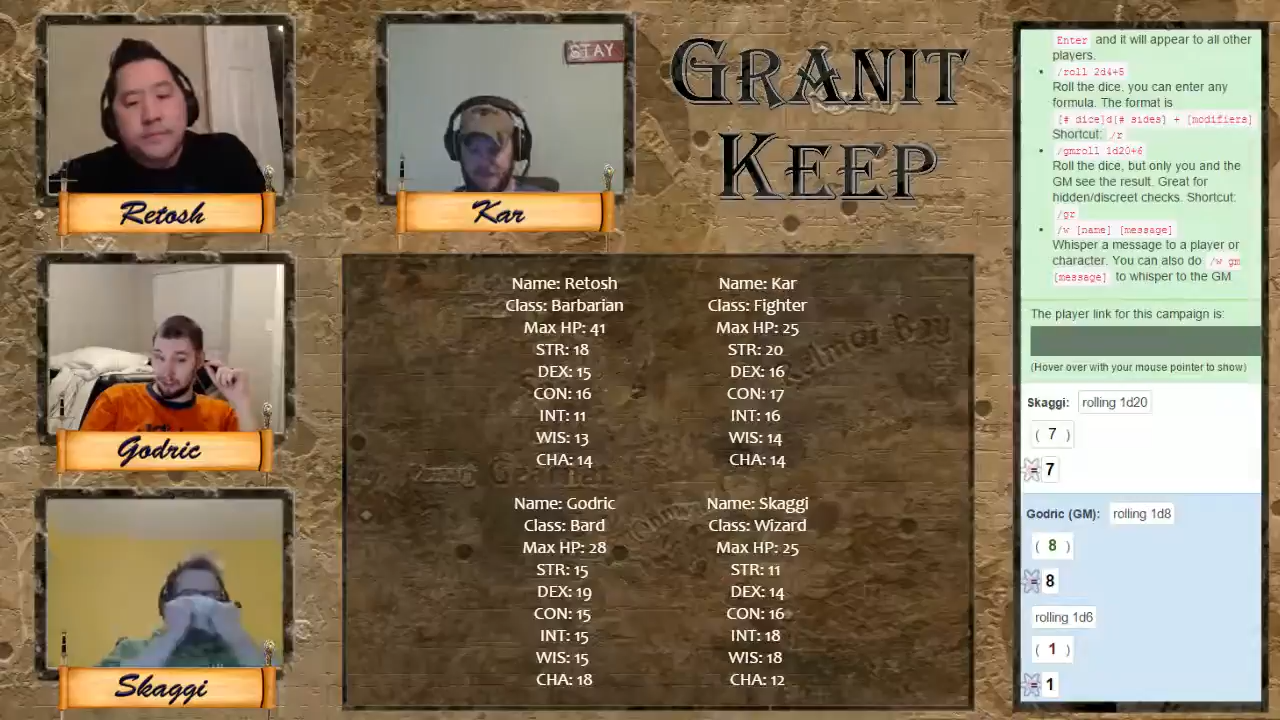 STAY
GRANIT
KEEP
Retosh
Kar
Godric
Skaggi
Name: Retosh
Class: Barbarian
Max HP: 41
STR: 18
DEX: 15
CON: 16
INT: 11
WIS: 13
CHA: 14
Name: Kar
Class: Fighter
Max HP: 25
STR: 20
DEX: 16
CON: 17
INT: 16
WIS: 14
CHA: 14
Name: Godric
Class: Bard
Max HP: 28
STR: 15
DEX: 19
CON: 15
INT: 15
WIS: 15
CHA: 18
Name: Skaggi
Class: Wizard
Max HP: 25
STR: 11
DEX: 14
CON: 16
INT: 18
WIS: 18
CHA: 12
Enter and it will appear to all other
players.
/roll 2d4+5
Roll the dice, you can enter any
formula. The format is
[# dice]d[# sides] + [modifiers]
Shortcut: /r
/gmroll 1d20+6
Roll the dice, but only you and the
GM see the result. Great for
hidden/discreet checks. Shortcut:
/gr
/w [name] [message]
Whisper a message to a player or
character. You can also do /w gm
[message] to whisper to the GM
The player link for this campaign is:
(Hover over with your mouse pointer to show)
Skaggi: rolling 1d20
( 7 )
= 7
Godric (GM): rolling 1d8
( 8 )
= 8
rolling 1d6
( 1 )
= 1